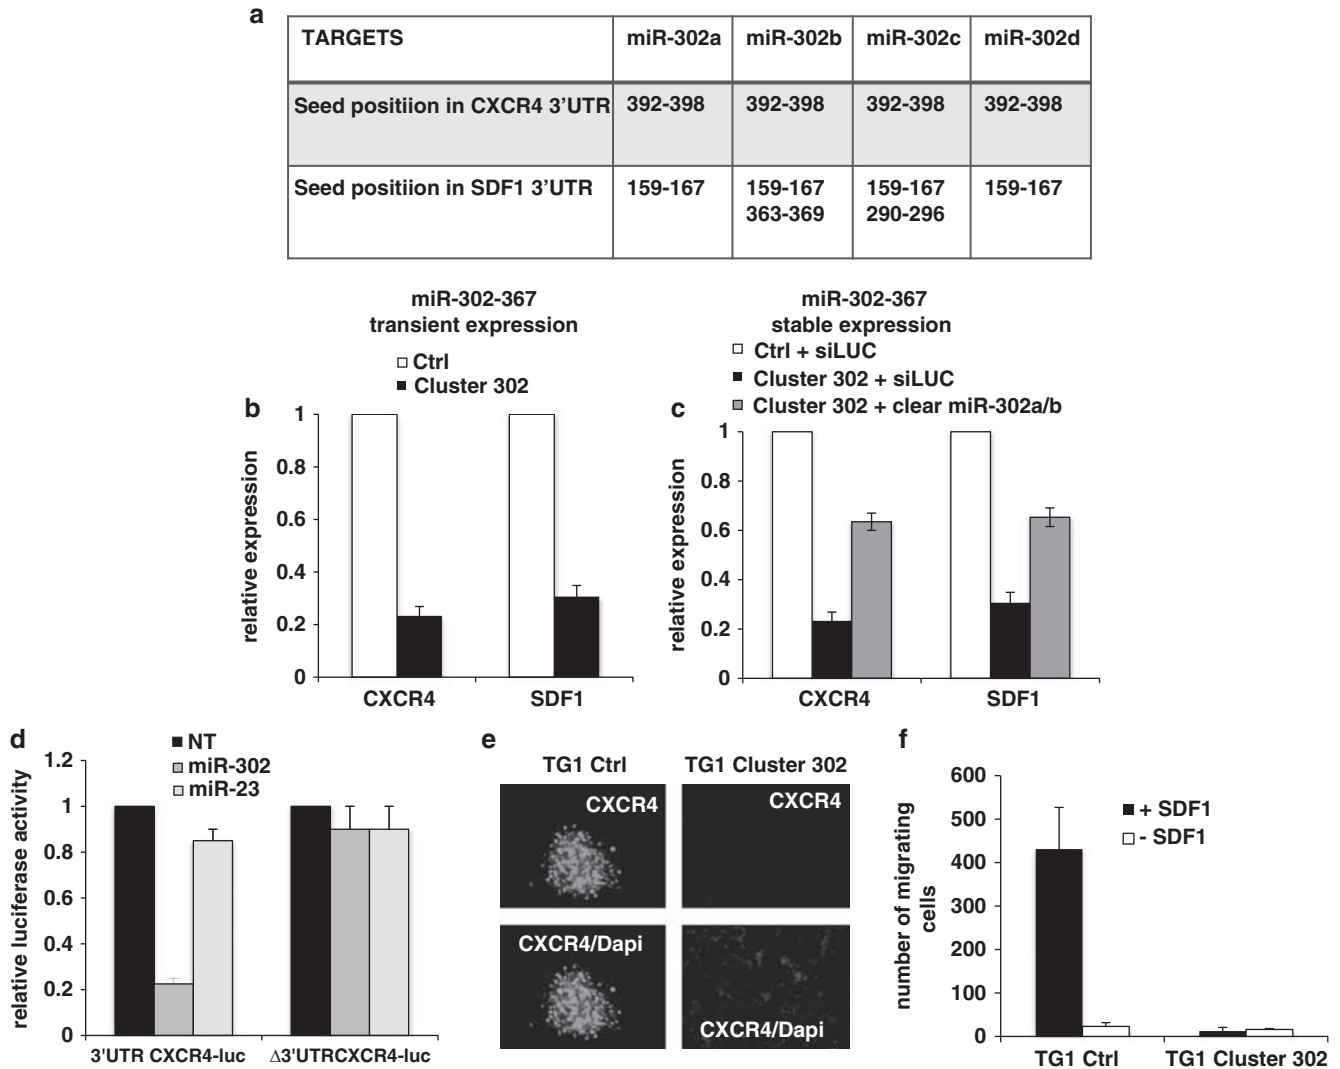 a
TARGETS miR-302a miR-302b miR-302c miR-302d
Seed positiion in CXCR4 3'UTR 392-398 392-398 392-398 392-398
Seed positiion in SDF1 3'UTR 159-167 159-167 159-167 159-167
363-369 290-296
miR-302-367
transient expression
Ctrl
Cluster 302
b
relative expression
1
0.8
0.6
0.4
0.2
0
CXCR4 SDF1
miR-302-367
stable expression
Ctrl + siLUC
Cluster 302 + siLUC
Cluster 302 + clear miR-302a/b
c
relative expression
1
0.8
0.6
0.4
0.2
0
CXCR4 SDF1
d
NT
miR-302
miR-23
relative luciferase activity
1.2
1
0.8
0.6
0.4
0.2
0
3'UTR CXCR4-luc Δ3'UTRCXCR4-luc
e
TG1 Ctrl TG1 Cluster 302
CXCR4 CXCR4
CXCR4/Dapi CXCR4/Dapi
f
number of migrating
cells
600
500
400
300
200
100
0
+ SDF1
- SDF1
TG1 Ctrl TG1 Cluster 302